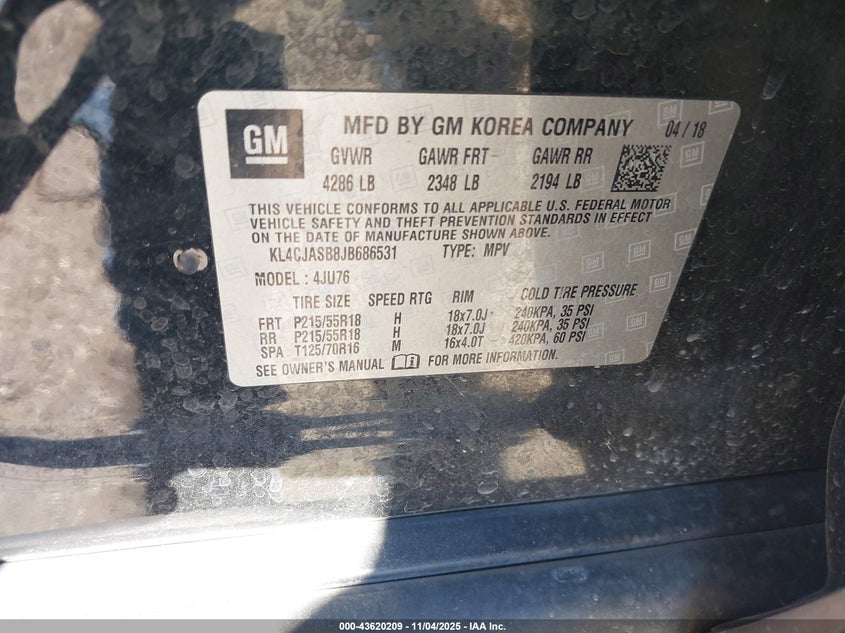 GM
MFD BY GM KOREA COMPANY 04/18
GVWR GAWR FRT GAWR RR
4286 LB 2348 LB 2194 LB
THIS VEHICLE CONFORMS TO ALL APPLICABLE U.S. FEDERAL MOTOR
VEHICLE SAFETY AND THEFT PREVENTION STANDARDS IN EFFECT
ON THE DATE OF MANUFACTURE SHOWN ABOVE.
KL4CJASB8JB686531 TYPE: MPV
MODEL : 4JU76
TIRE SIZE SPEED RTG RIM COLD TIRE PRESSURE
FRT P215/55R18 H 18x7.0J 240KPA, 35 PSI
RR P215/55R18 H 18x7.0J 240KPA, 35 PSI
SPA T125/70R16 M 16x4.0T 420KPA, 60 PSI
SEE OWNER'S MANUAL FOR MORE INFORMATION.
000-43620209 - 11/04/2025 - IAA Inc.